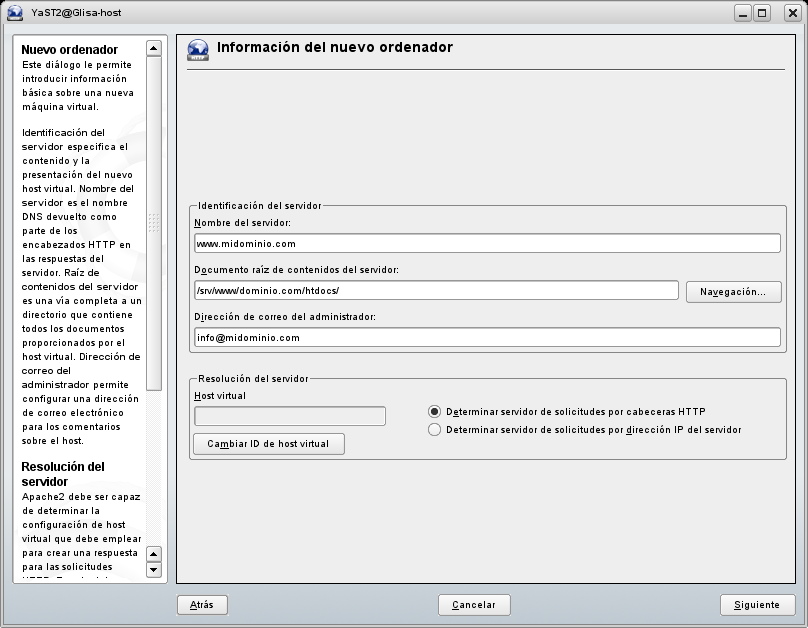 YaST2@Glisa-host
Nuevo ordenador
Este diálogo le permite
introducir información
básica sobre una nueva
máquina virtual.
Identificación del
servidor especifica el
contenido y la
presentación del nuevo
host virtual. Nombre del
servidor es el nombre
DNS devuelto como
parte de los
encabezados HTTP en
las respuestas del
servidor. Raíz de
contenidos del servidor
es una vía completa a un
directorio que contiene
todos los documentos
proporcionados por el
host virtual. Dirección de
correo del
administrador permite
configurar una dirección
de correo electrónico
para los comentarios
sobre el host.
Resolución del
servidor
Apache2 debe ser capaz
de determinar la
configuración de host
virtual que debe emplear
para crear una respuesta
para las solicitudes
HTTP
Información del nuevo ordenador
Identificación del servidor
Nombre del servidor:
www.midominio.com
Documento raíz de contenidos del servidor:
/srv/www/dominio.com/htdocs/
Navegación...
Dirección de correo del administrador:
info@midominio.com
Resolución del servidor
Host virtual
Cambiar ID de host virtual
Determinar servidor de solicitudes por cabeceras HTTP
Determinar servidor de solicitudes por dirección IP del servidor
Atrás
Cancelar
Siguiente